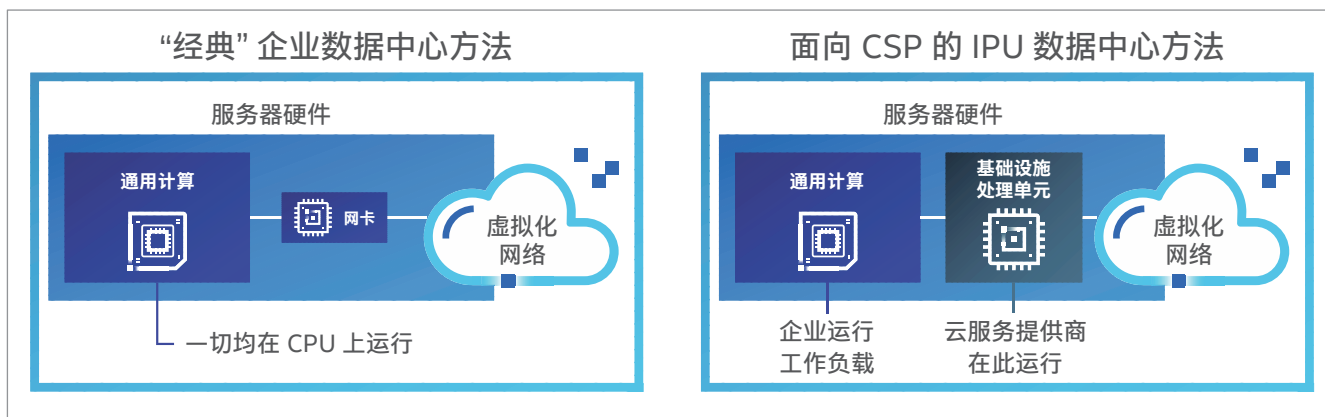 “经典” 企业数据中心方法
服务器硬件
通用计算
网卡
虚拟化
网络
一切均在 CPU 上运行
面向 CSP 的 IPU 数据中心方法
服务器硬件
通用计算
基础设施
处理单元
虚拟化
网络
企业运行
工作负载
云服务提供商
在此运行